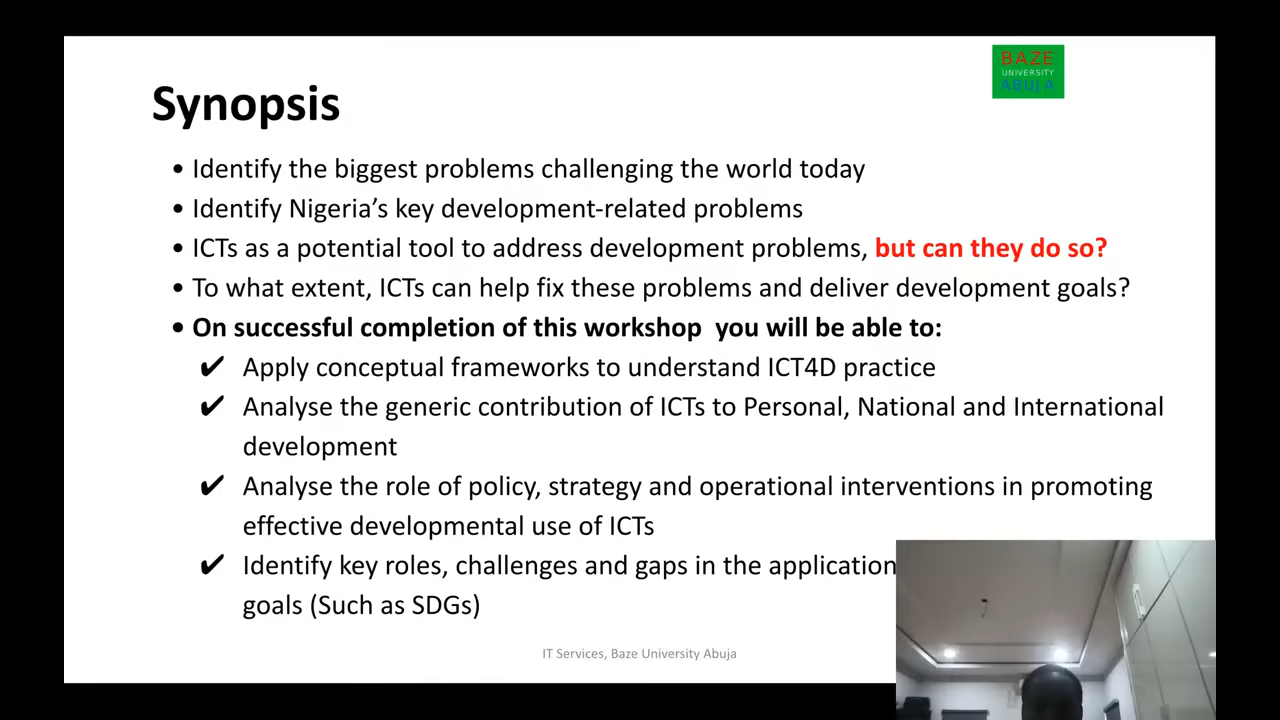 BAZE
UNIVERSITY
ABUJA
Synopsis
• Identify the biggest problems challenging the world today
• Identify Nigeria’s key development-related problems
• ICTs as a potential tool to address development problems, but can they do so?
• To what extent, ICTs can help fix these problems and deliver development goals?
• On successful completion of this workshop you will be able to:
✔ Apply conceptual frameworks to understand ICT4D practice
✔ Analyse the generic contribution of ICTs to Personal, National and International
development
✔ Analyse the role of policy, strategy and operational interventions in promoting
effective developmental use of ICTs
✔ Identify key roles, challenges and gaps in the application
goals (Such as SDGs)
IT Services, Baze University Abuja